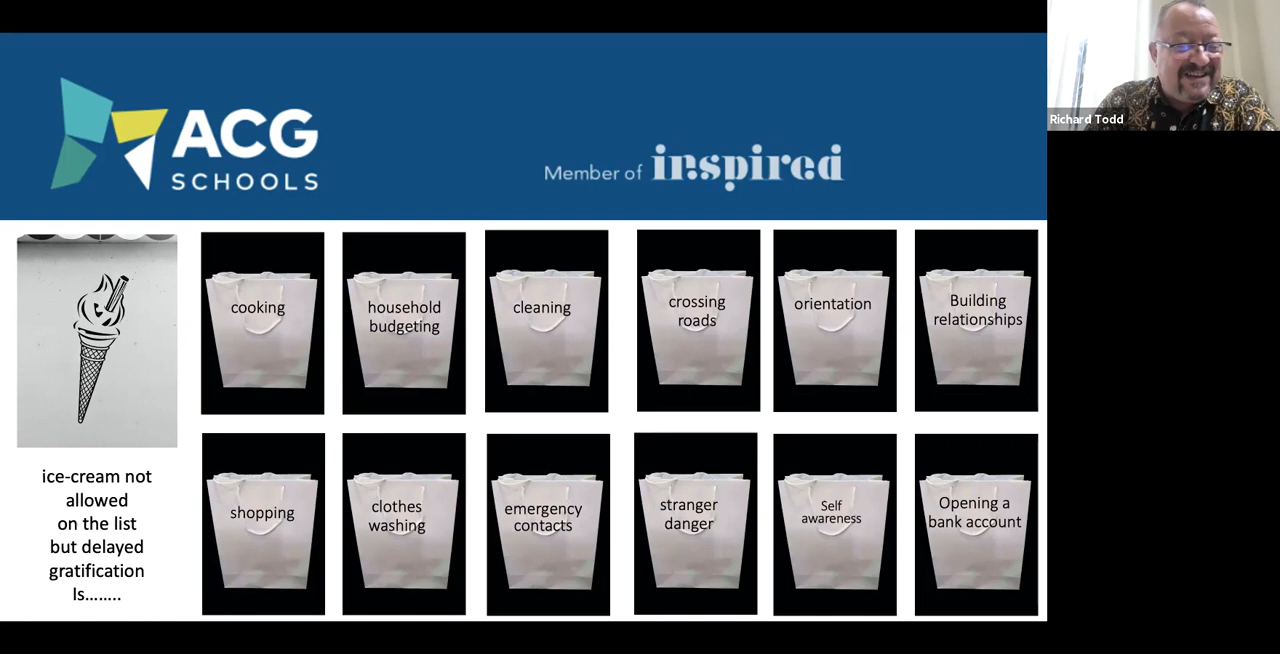 ACG
SCHOOLS
Member of inspired
Richard Todd
cooking
household
budgeting
cleaning
crossing
roads
orientation
Building
relationships
ice-cream not
allowed
on the list
but delayed
gratification
Is……..
shopping
clothes
washing
emergency
contacts
stranger
danger
Self
awareness
Opening a
bank account